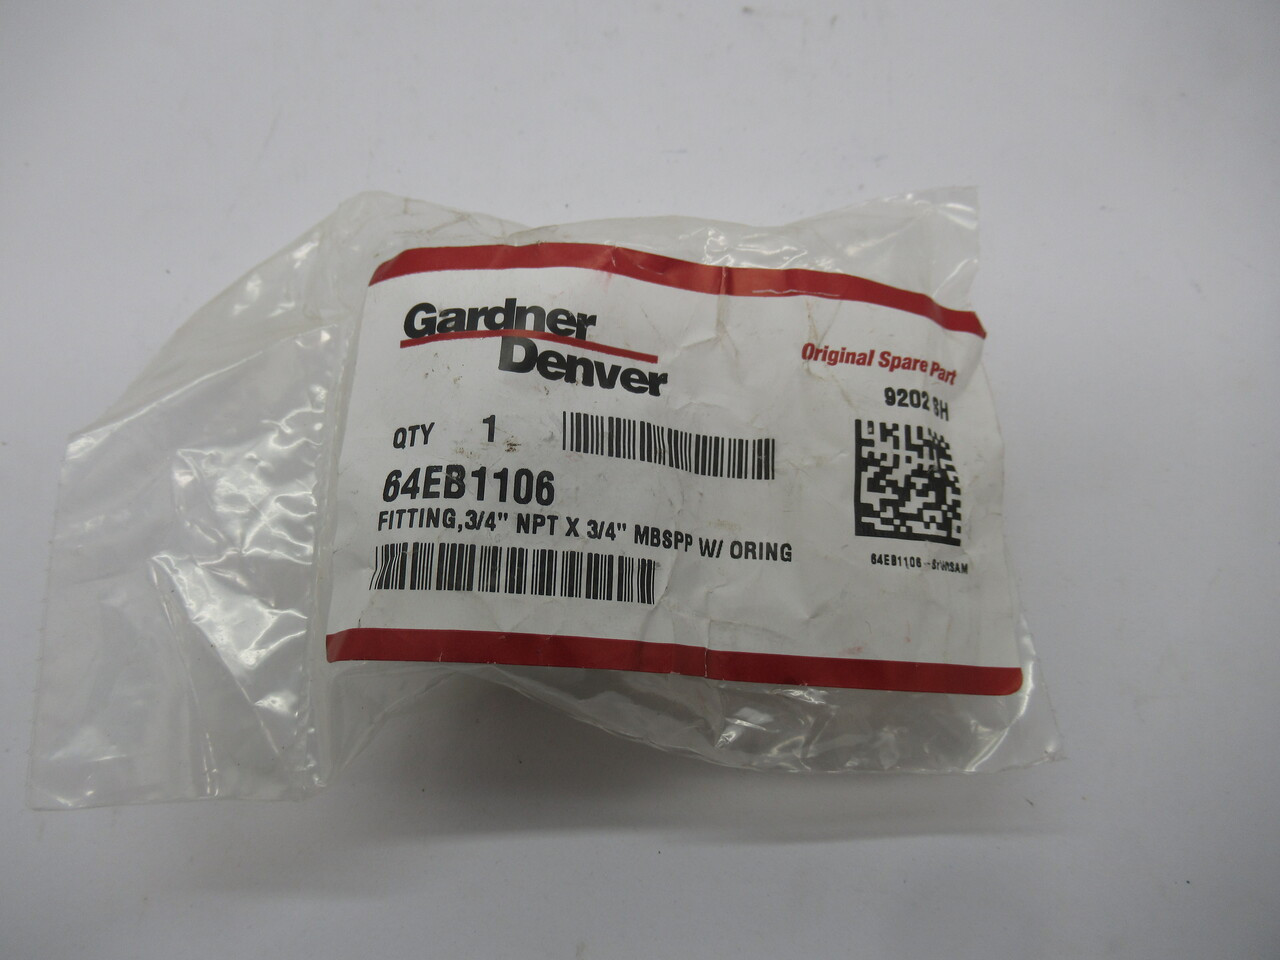 Gardner
Denver
Original Spare Part
QTY 1
64EB1106
FITTING,3/4" NPT X 3/4" MBSPP W/ ORING